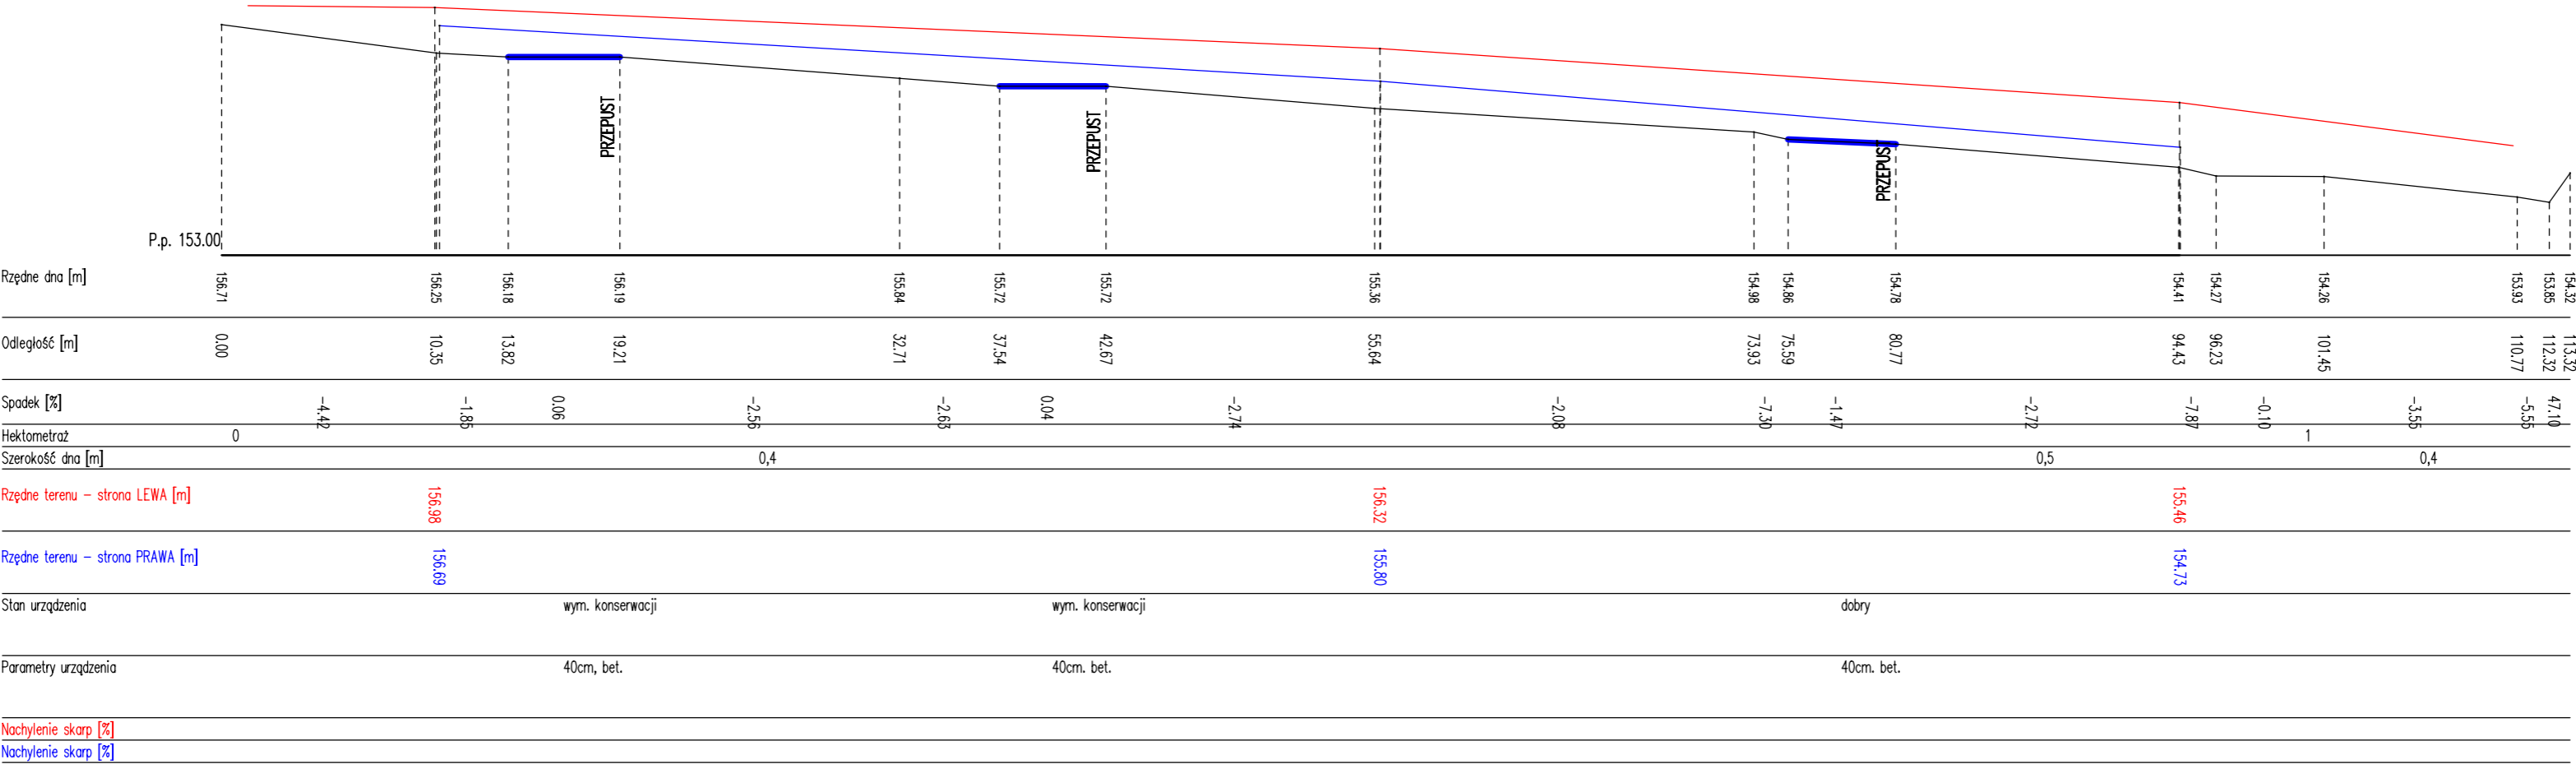 PRZEPUST
PRZEPUST
PRZEPUST
P.p. 153.00
Rzędne dna [m] 156.71 156.25 156.18 156.19 155.84 155.72 155.72 155.36 154.98 154.86 154.78 154.41 154.27 154.26 153.93 153.85 154.32
Odległość [m] 0.00 10.35 13.82 19.21 32.71 37.54 42.67 55.64 73.93 75.59 80.77 94.43 96.23 101.45 110.77 112.32 113.32
Spadek [%] -4.42 -1.85 0.06 -2.56 -2.63 0.04 -2.74 -2.08 -7.30 -1.47 -2.72 -7.87 -0.10 -3.55 -5.55 47.10
Hektometraż 0 1
Szerokość dna [m] 0,4 0,5 0,4
Rzędne terenu – strona LEWA [m] 156.98 156.32 155.46
Rzędne terenu – strona PRAWA [m] 156.69 155.80 154.73
Stan urządzenia wym. konserwacji wym. konserwacji dobry
Parametry urządzenia 40cm, bet. 40cm. bet. 40cm. bet.
Nachylenie skarp [%]
Nachylenie skarp [%]